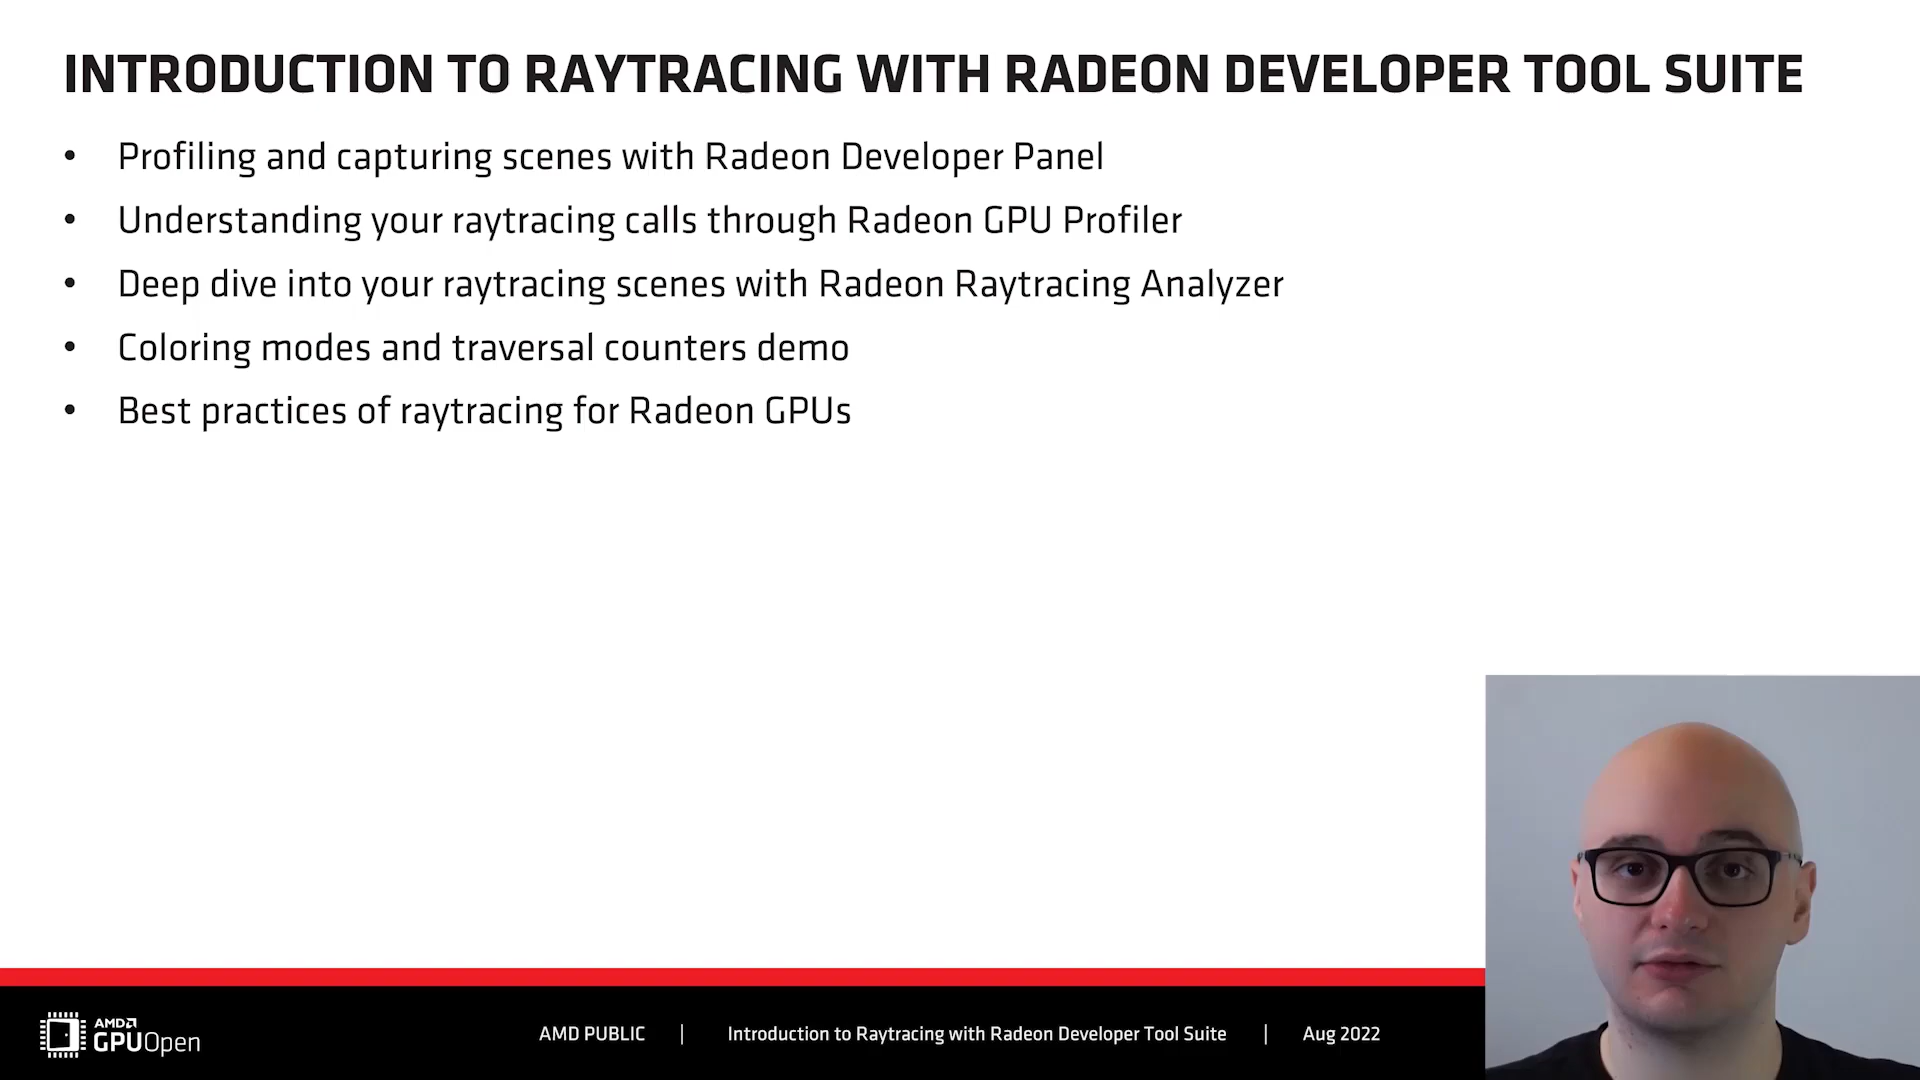 INTRODUCTION TO RAYTRACING WITH RADEON DEVELOPER TOOL SUITE
• Profiling and capturing scenes with Radeon Developer Panel
• Understanding your raytracing calls through Radeon GPU Profiler
• Deep dive into your raytracing scenes with Radeon Raytracing Analyzer
• Coloring modes and traversal counters demo
• Best practices of raytracing for Radeon GPUs
AMD
GPUOpen
AMD PUBLIC | Introduction to Raytracing with Radeon Developer Tool Suite | Aug 2022